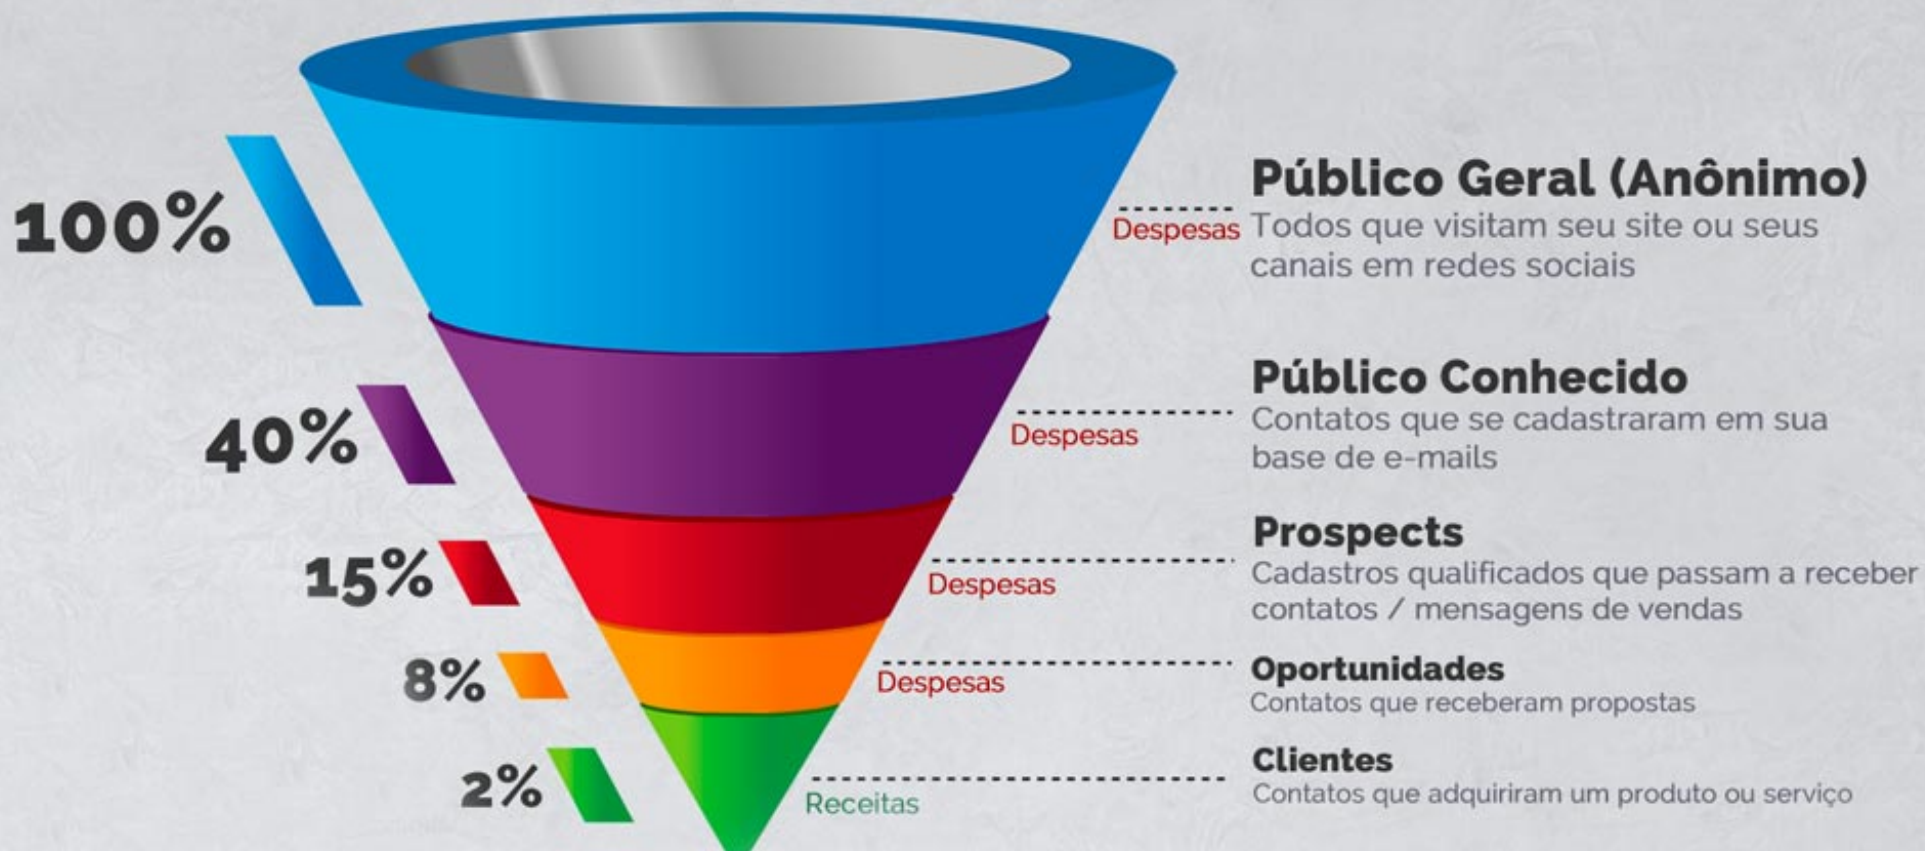 100%
Despesas
Público Geral (Anônimo)
Todos que visitam seu site ou seus
canais em redes sociais
40%
Despesas
Público Conhecido
Contatos que se cadastraram em sua
base de e-mails
15%
Despesas
Prospects
Cadastros qualificados que passam a receber
contatos / mensagens de vendas
8%
Despesas
Oportunidades
Contatos que receberam propostas
2%
Receitas
Clientes
Contatos que adquiriram um produto ou serviço